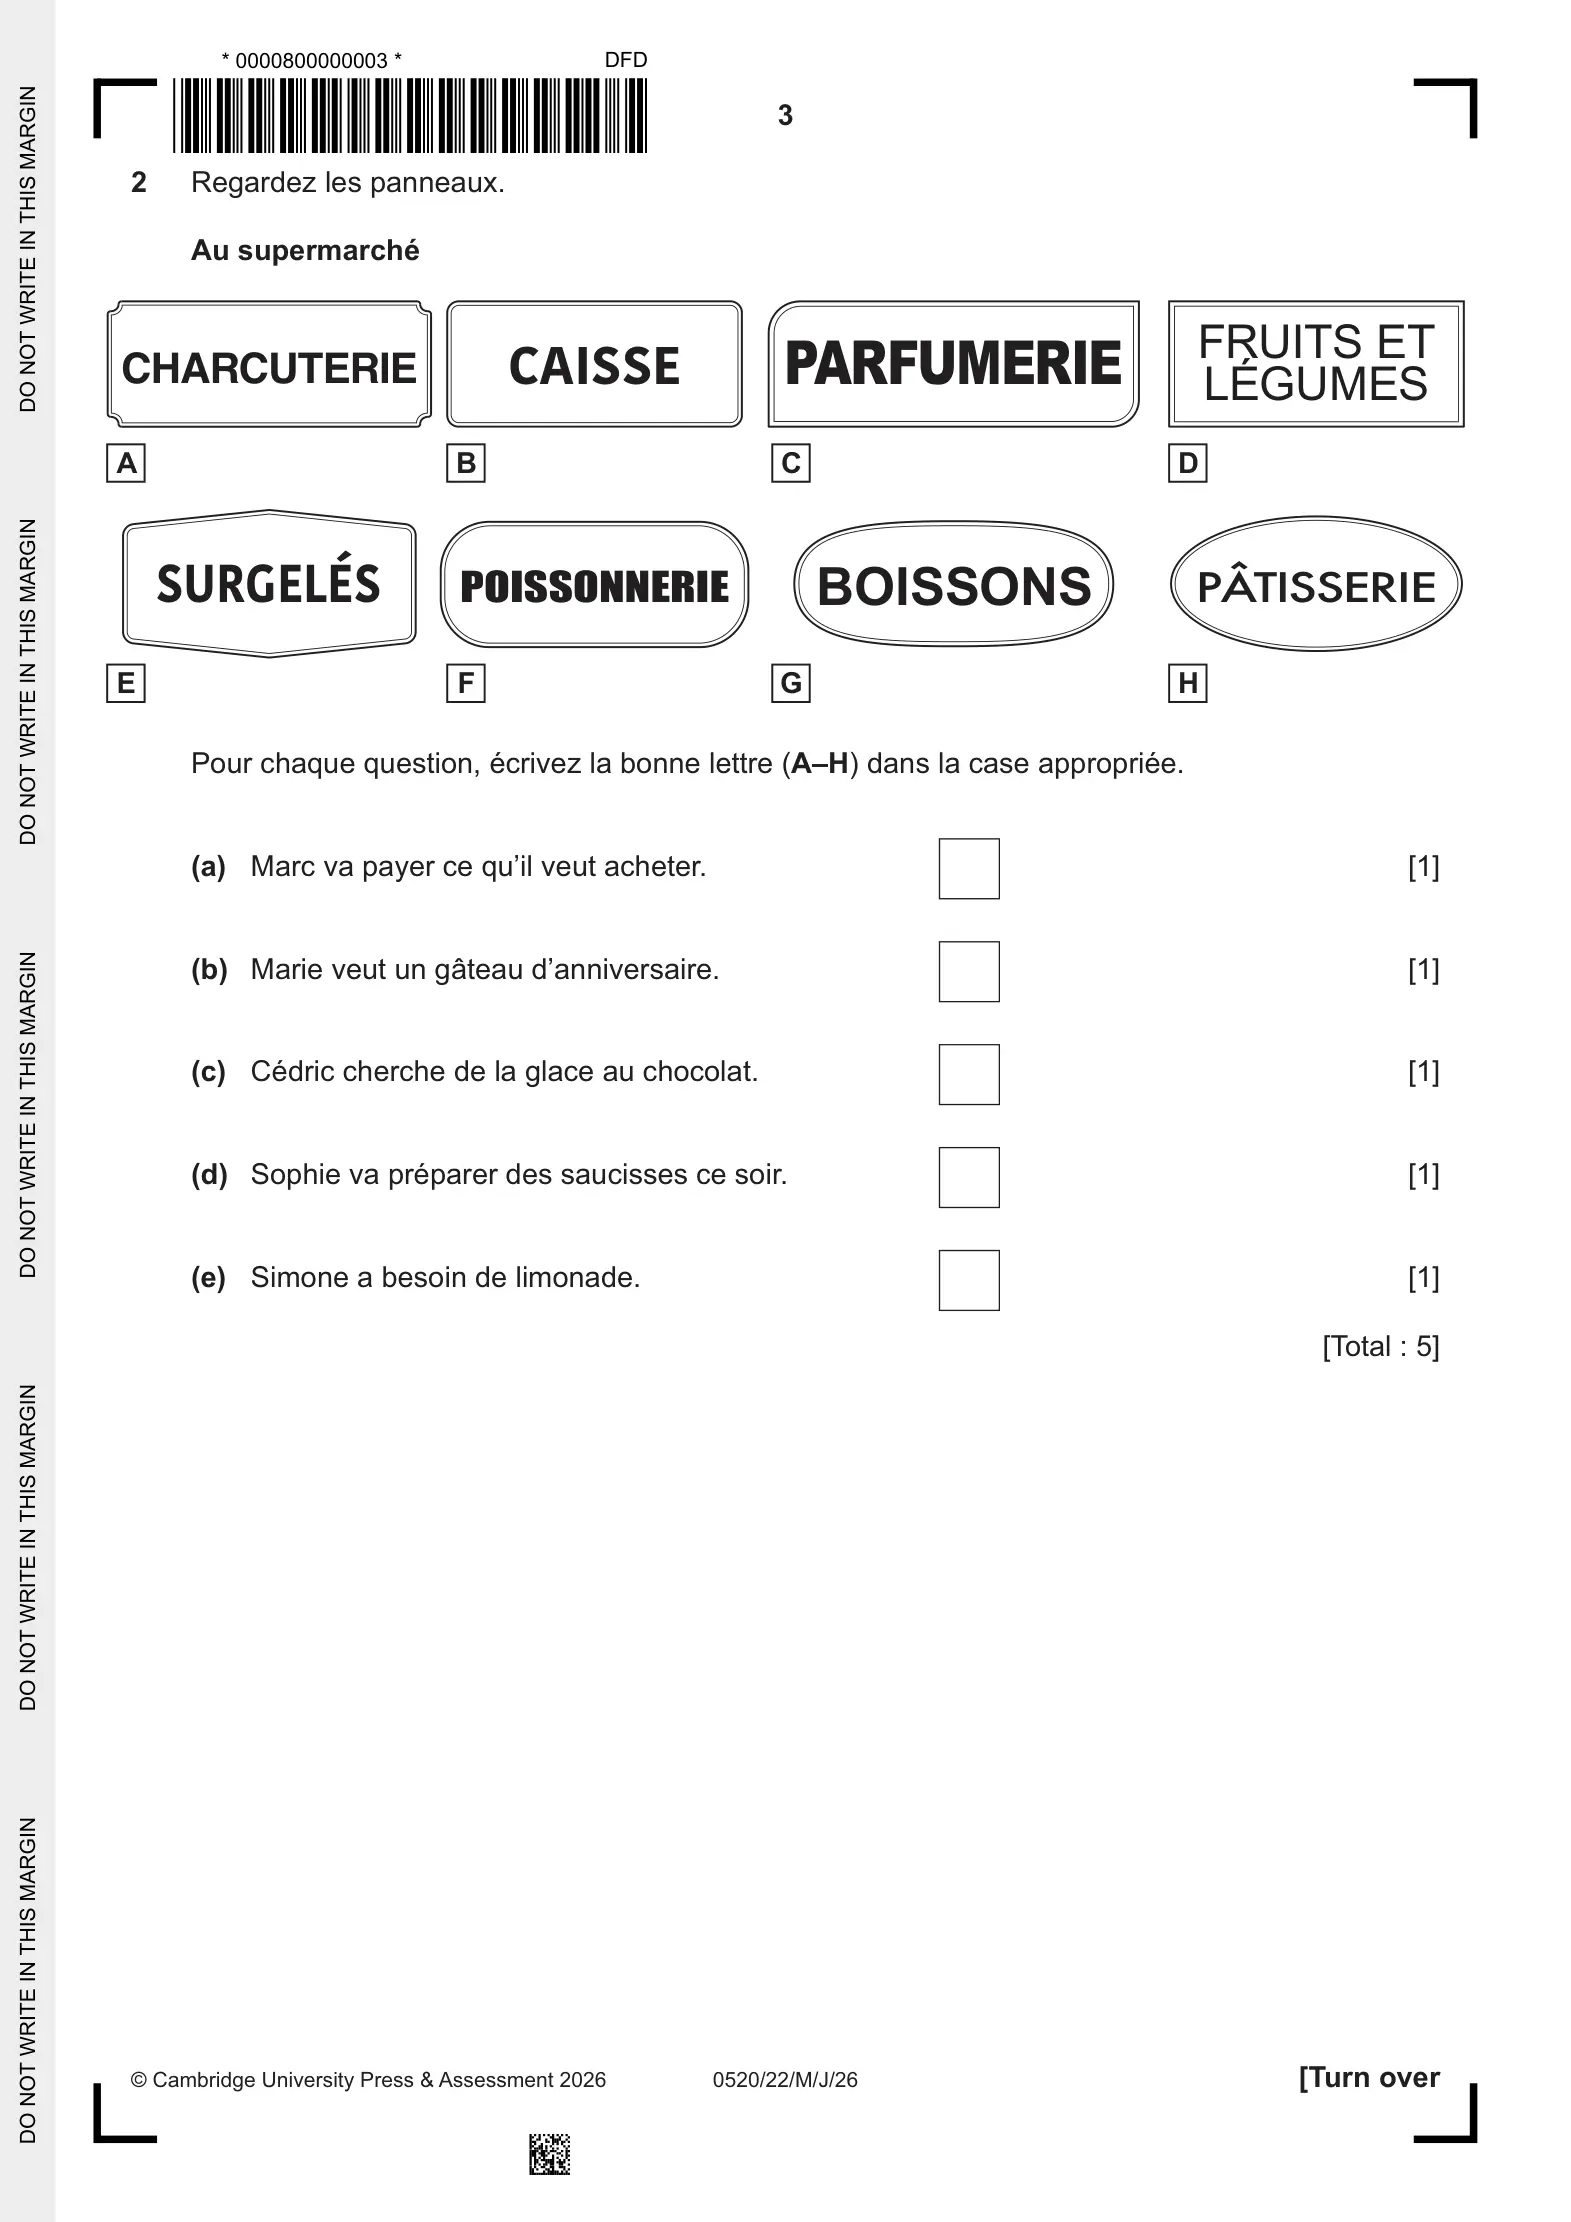 * 0000800000003 *
DFD
3
2 Regardez les panneaux.
Au supermarché
CHARCUTERIE
CAISSE
PARFUMERIE
FRUITS ET
LÉGUMES
A
B
C
D
SURGELÉS
POISSONNERIE
BOISSONS
PÂTISSERIE
E
F
G
H
Pour chaque question, écrivez la bonne lettre (A–H) dans la case appropriée.
(a) Marc va payer ce qu’il veut acheter. [1]
(b) Marie veut un gâteau d’anniversaire. [1]
(c) Cédric cherche de la glace au chocolat. [1]
(d) Sophie va préparer des saucisses ce soir. [1]
(e) Simone a besoin de limonade. [1]
[Total : 5]
© Cambridge University Press & Assessment 2026
0520/22/M/J/26
[Turn over
DO NOT WRITE IN THIS MARGIN
DO NOT WRITE IN THIS MARGIN
DO NOT WRITE IN THIS MARGIN
DO NOT WRITE IN THIS MARGIN
DO NOT WRITE IN THIS MARGIN